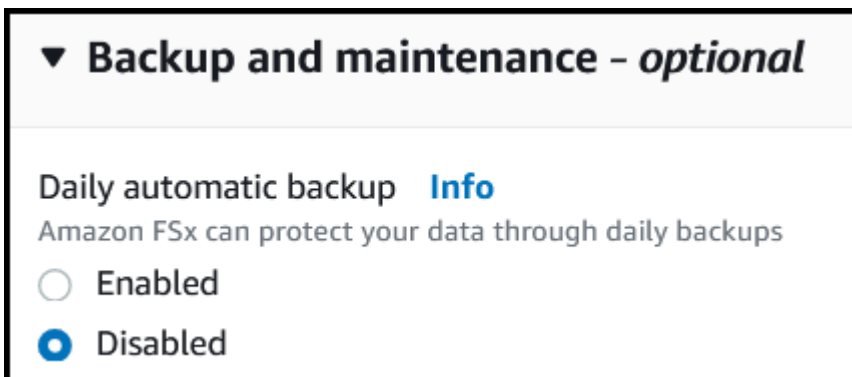 Backup and maintenance - optional
Daily automatic backup Info
Amazon FSx can protect your data through daily backups
Enabled
Disabled